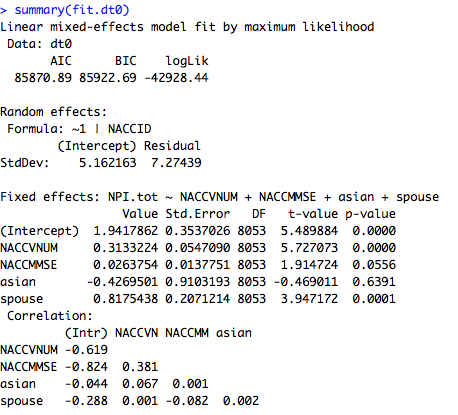 > summary(fit.dt0)
Linear mixed-effects model fit by maximum likelihood
Data: dt0
AIC BIC logLik
85870.89 85922.69 -42928.44
Random effects:
Formula: ~1 | NACCID
(Intercept) Residual
StdDev: 5.162163 7.27439
Fixed effects: NPI.tot ~ NACCVNUM + NACCMMSE + asian + spouse
Value Std.Error DF t-value p-value
(Intercept) 1.9417862 0.3537026 8053 5.489884 0.0000
NACCVNUM 0.3133224 0.0547090 8053 5.727073 0.0000
NACCMMSE 0.0263754 0.0137751 8053 1.914724 0.0556
asian -0.4269501 0.9103193 8053 -0.469011 0.6391
spouse 0.8175438 0.2071214 8053 3.947172 0.0001
Correlation:
(Intr) NACCVN NACCMM asian
NACCVNUM -0.619
NACCMMSE -0.824 0.381
asian -0.044 0.067 0.001
spouse -0.288 0.001 -0.082 0.002